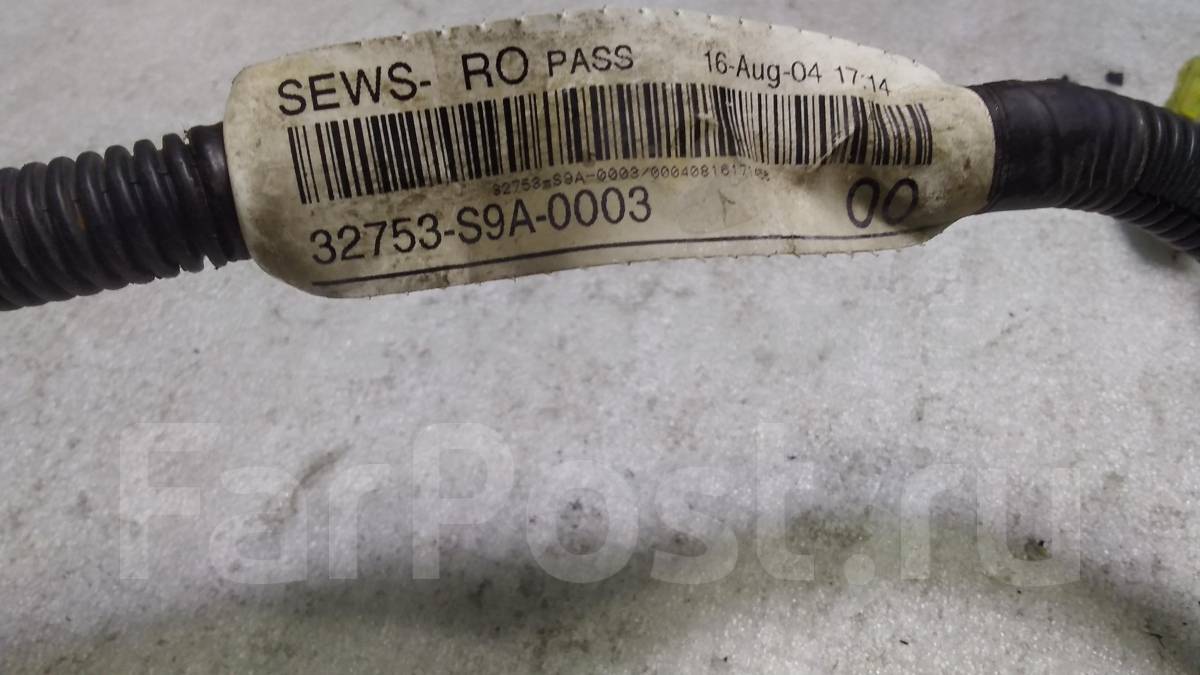 SEWS- RO PASS 16-Aug-04 17:14
32753-S9A-0003 00
FarPost.ru